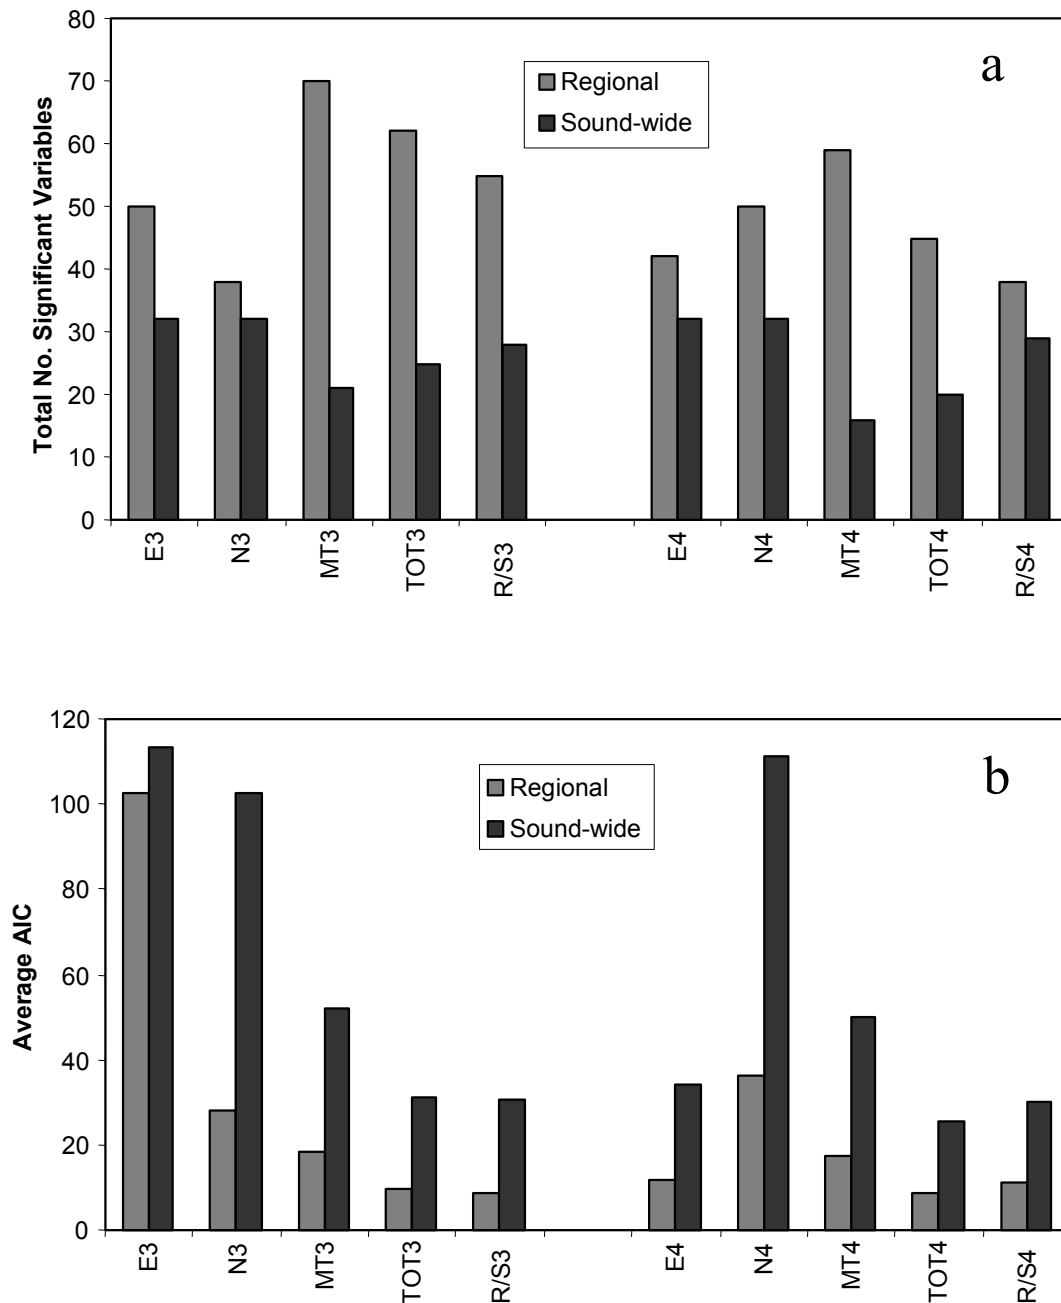 80
70
60
50
40
30
20
10
0
Total No. Significant Variables
Regional
Sound-wide
a
E3
N3
MT3
TOT3
R/S3
E4
N4
MT4
TOT4
R/S4
120
100
80
60
40
20
0
Average AIC
Regional
Sound-wide
b
E3
N3
MT3
TOT3
R/S3
E4
N4
MT4
TOT4
R/S4